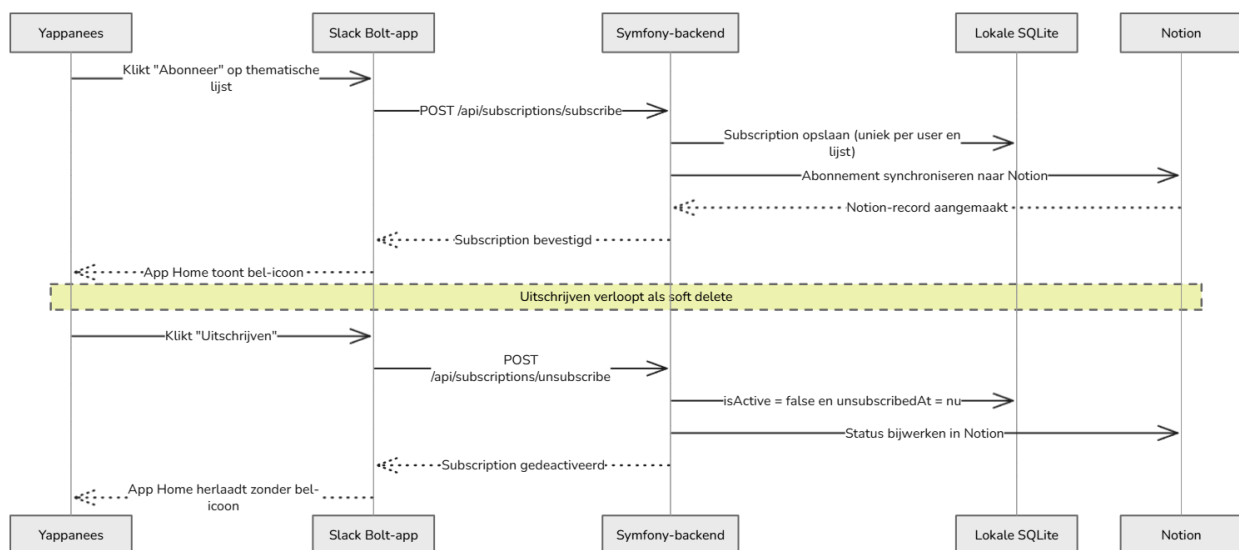 Yappanees
Slack Bolt-app
Symfony-backend
Lokale SQLite
Notion
Klikt "Abonneer" op thematische
lijst
POST /api/subscriptions/subscribe
Subscription opslaan (uniek per user en
lijst)
Abonnement synchroniseren naar Notion
Notion-record aangemaakt
Subscription bevestigd
App Home toont bel-icoon
Uitschrijven verloopt als soft delete
Klikt "Uitschrijven"
POST
/api/subscriptions/unsubscribe
isActive = false en unsubscribedAt = nu
Status bijwerken in Notion
Subscription gedeactiveerd
App Home herlaadt zonder bel-
icoon
Yappanees
Slack Bolt-app
Symfony-backend
Lokale SQLite
Notion